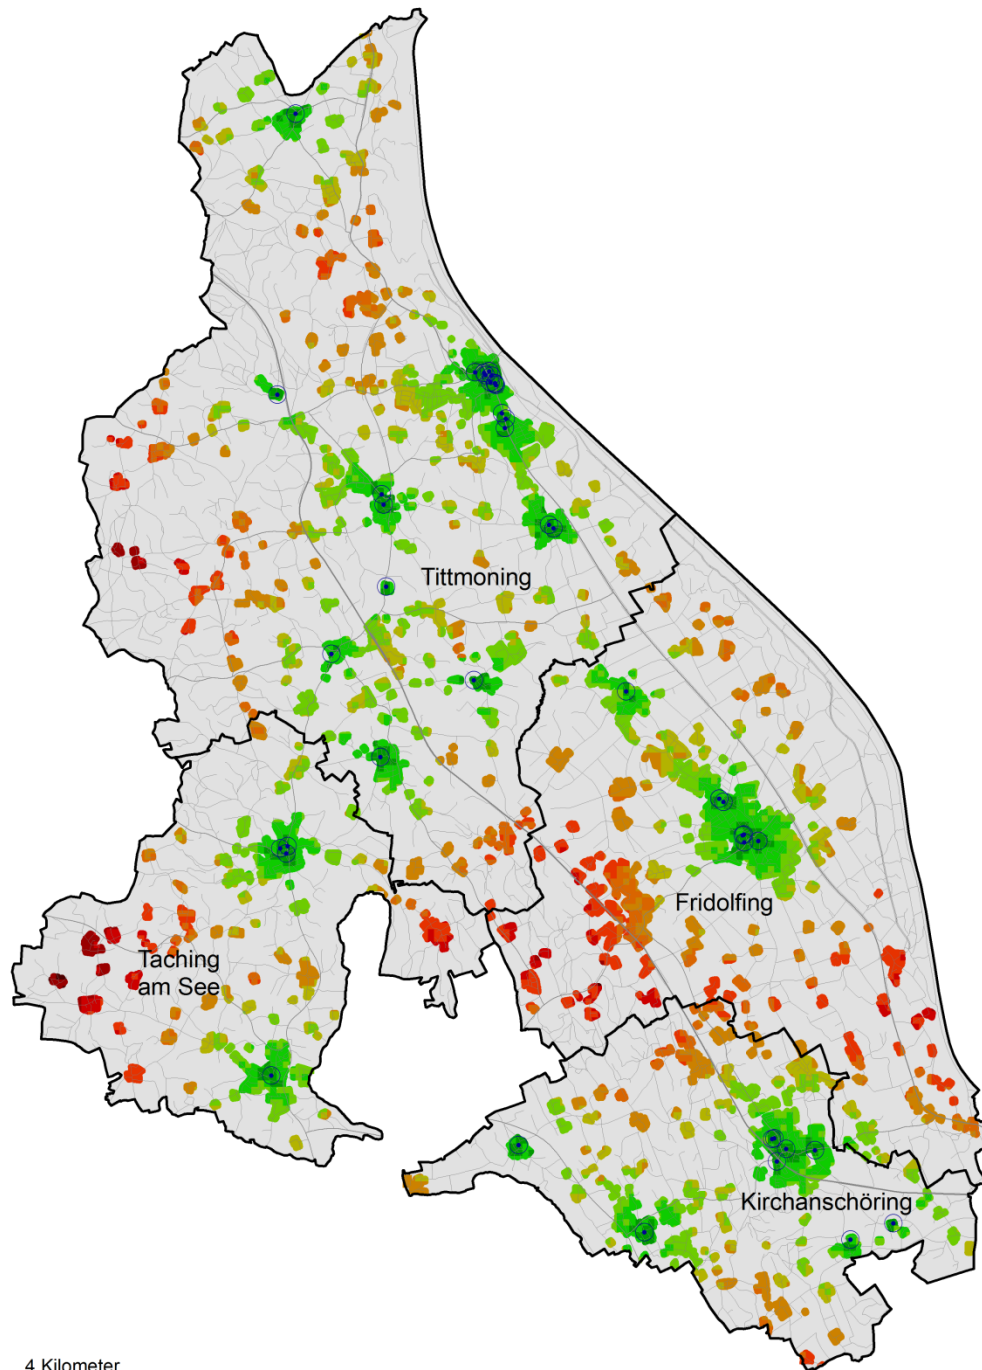 Tittmoning
Fridolfing
Taching
am See
Kirchanschöring
4 Kilometer